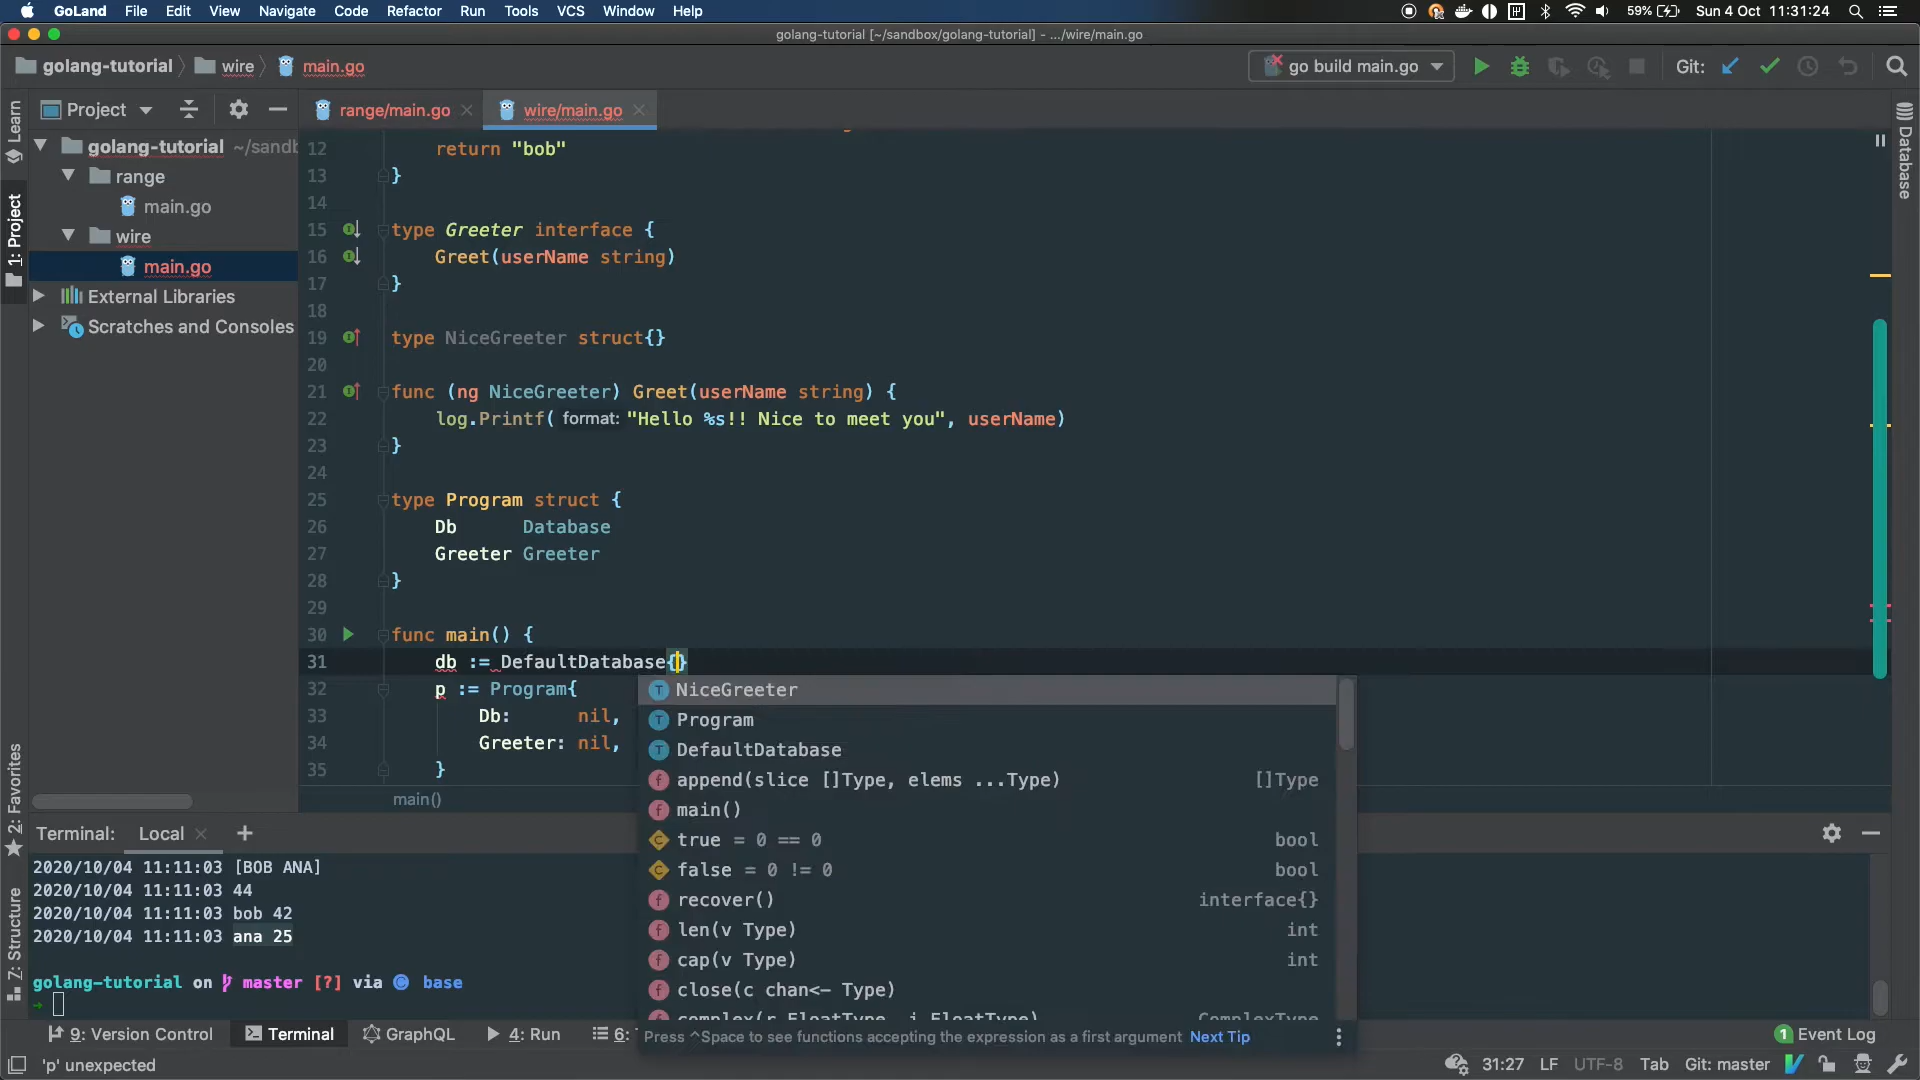 GoLand File Edit View Navigate Code Refactor Run Tools VCS Window Help 59% Sun 4 Oct 11:31:24
golang-tutorial [~/sandbox/golang-tutorial] - .../wire/main.go
golang-tutorial wire main.go go build main.go Git:
Learn
1: Project
2: Favorites
7: Structure
Database
Project
range/main.go
wire/main.go
golang-tutorial ~/sandb
range
main.go
wire
main.go
External Libraries
Scratches and Consoles
12 return "bob"
13 }
14
15 type Greeter interface {
16 Greet(userName string)
17 }
18
19 type NiceGreeter struct{}
20
21 func (ng NiceGreeter) Greet(userName string) {
22 log.Printf( format: "Hello %s!! Nice to meet you", userName)
23 }
24
25 type Program struct {
26 Db Database
27 Greeter Greeter
28 }
29
30 func main() {
31 db := DefaultDatabase{}
32 p := Program{
33 Db: nil,
34 Greeter: nil,
35 }
main()
NiceGreeter
Program
DefaultDatabase
append(slice []Type, elems ...Type) []Type
main()
true = 0 == 0 bool
false = 0 != 0 bool
recover() interface{}
len(v Type) int
cap(v Type) int
close(c chan<- Type)
complex(r FloatType, i FloatType) ComplexType
Press ^Space to see functions accepting the expression as a first argument Next Tip
Terminal: Local
2020/10/04 11:11:03 [BOB ANA]
2020/10/04 11:11:03 44
2020/10/04 11:11:03 bob 42
2020/10/04 11:11:03 ana 25
golang-tutorial on master [?] via base
9: Version Control Terminal GraphQL 4: Run 6: 1 Event Log
'p' unexpected 31:27 LF UTF-8 Tab Git: master